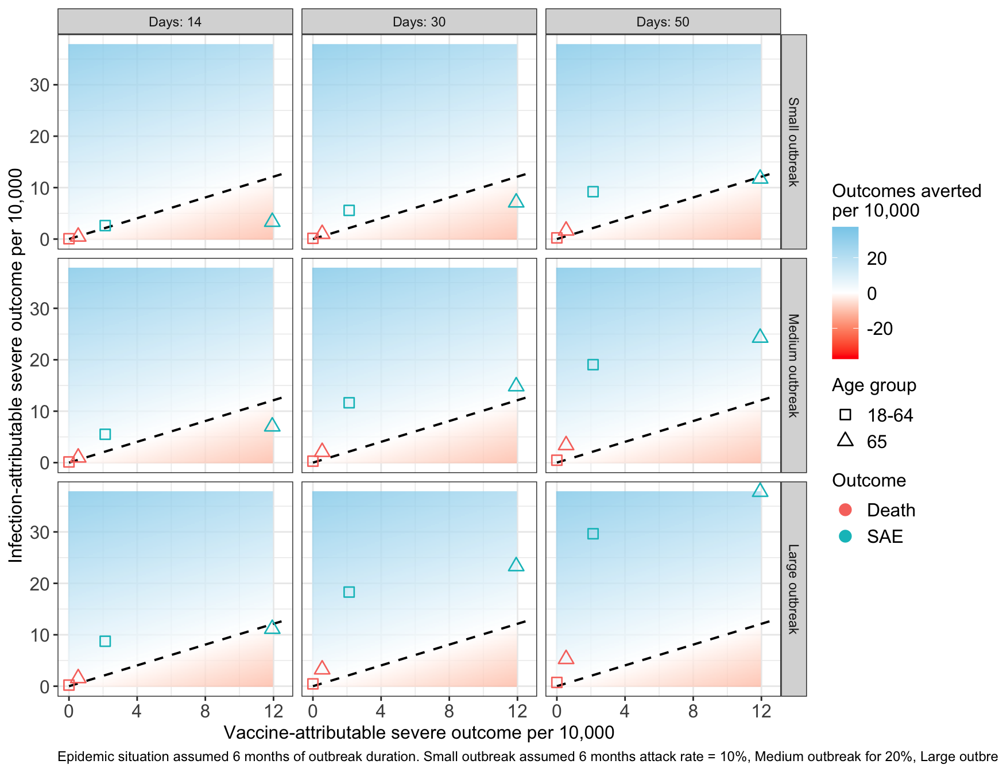 Days: 14
Days: 30
Days: 50
Infection-attributable severe outcome per 10,000
30
20
10
0
Small outbreak
30
20
10
0
Medium outbreak
30
20
10
0
Large outbreak
0 4 8 12
0 4 8 12
0 4 8 12
Vaccine-attributable severe outcome per 10,000
Epidemic situation assumed 6 months of outbreak duration. Small outbreak assumed 6 months attack rate = 10%, Medium outbreak for 20%, Large outbre
Outcomes averted
per 10,000
20
0
-20
Age group
18-64
65
Outcome
Death
SAE